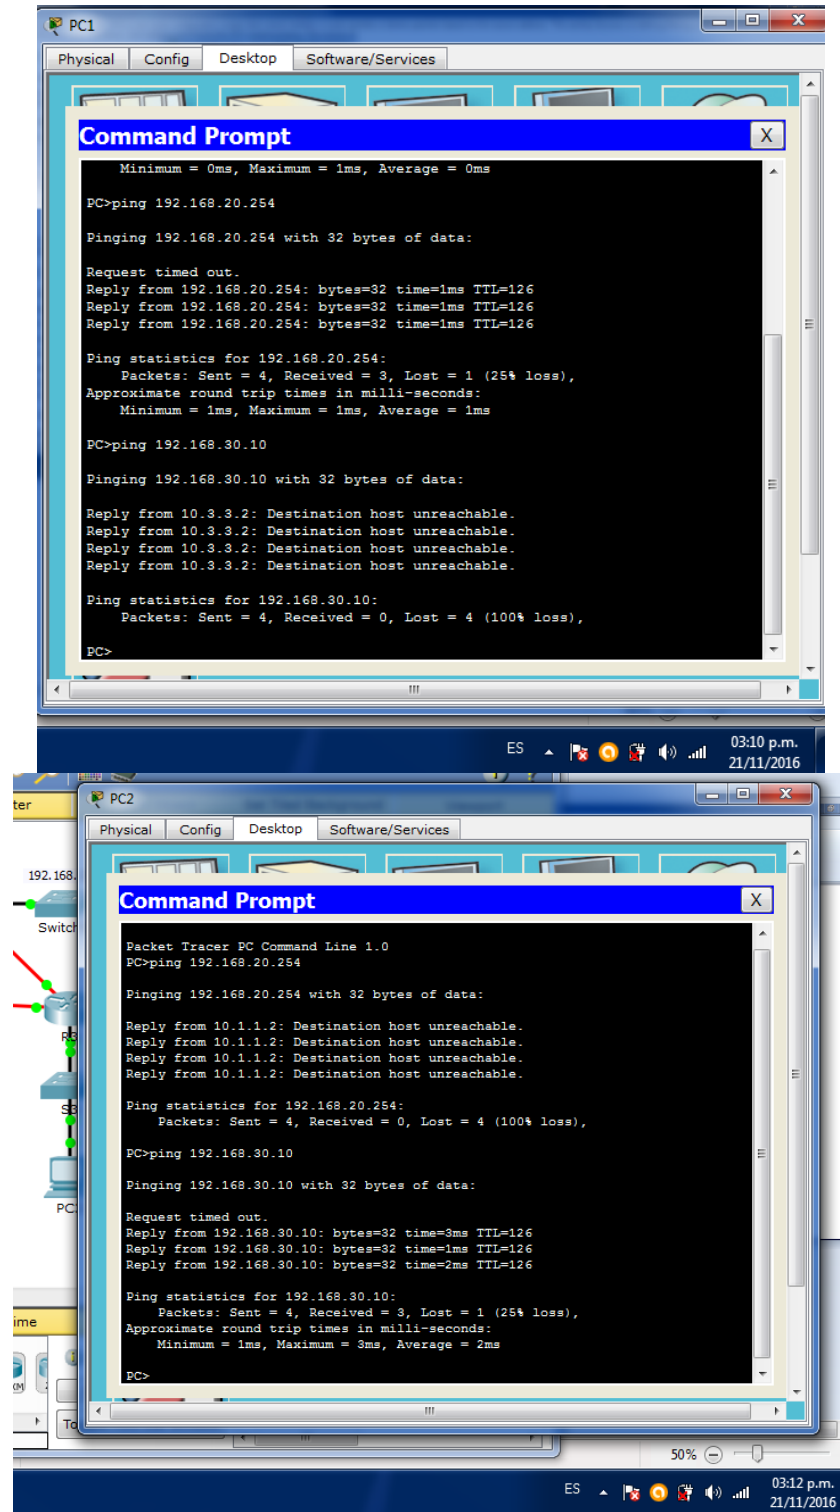 PC1
Physical Config Desktop Software/Services
Command Prompt X
Minimum = 0ms, Maximum = 1ms, Average = 0ms
PC>ping 192.168.20.254
Pinging 192.168.20.254 with 32 bytes of data:
Request timed out.
Reply from 192.168.20.254: bytes=32 time=1ms TTL=126
Reply from 192.168.20.254: bytes=32 time=1ms TTL=126
Reply from 192.168.20.254: bytes=32 time=1ms TTL=126
Ping statistics for 192.168.20.254:
Packets: Sent = 4, Received = 3, Lost = 1 (25% loss),
Approximate round trip times in milli-seconds:
Minimum = 1ms, Maximum = 1ms, Average = 1ms
PC>ping 192.168.30.10
Pinging 192.168.30.10 with 32 bytes of data:
Reply from 10.3.3.2: Destination host unreachable.
Reply from 10.3.3.2: Destination host unreachable.
Reply from 10.3.3.2: Destination host unreachable.
Reply from 10.3.3.2: Destination host unreachable.
Ping statistics for 192.168.30.10:
Packets: Sent = 4, Received = 0, Lost = 4 (100% loss),
PC>
ES 03:10 p.m.
21/11/2016
ter
PC2
Physical Config Desktop Software/Services
192.168.
Switch
R3
S3
PC
ime
To
Command Prompt X
Packet Tracer PC Command Line 1.0
PC>ping 192.168.20.254
Pinging 192.168.20.254 with 32 bytes of data:
Reply from 10.1.1.2: Destination host unreachable.
Reply from 10.1.1.2: Destination host unreachable.
Reply from 10.1.1.2: Destination host unreachable.
Reply from 10.1.1.2: Destination host unreachable.
Ping statistics for 192.168.20.254:
Packets: Sent = 4, Received = 0, Lost = 4 (100% loss),
PC>ping 192.168.30.10
Pinging 192.168.30.10 with 32 bytes of data:
Request timed out.
Reply from 192.168.30.10: bytes=32 time=3ms TTL=126
Reply from 192.168.30.10: bytes=32 time=1ms TTL=126
Reply from 192.168.30.10: bytes=32 time=2ms TTL=126
Ping statistics for 192.168.30.10:
Packets: Sent = 4, Received = 3, Lost = 1 (25% loss),
Approximate round trip times in milli-seconds:
Minimum = 1ms, Maximum = 3ms, Average = 2ms
PC>
50%
ES 03:12 p.m.
21/11/2016